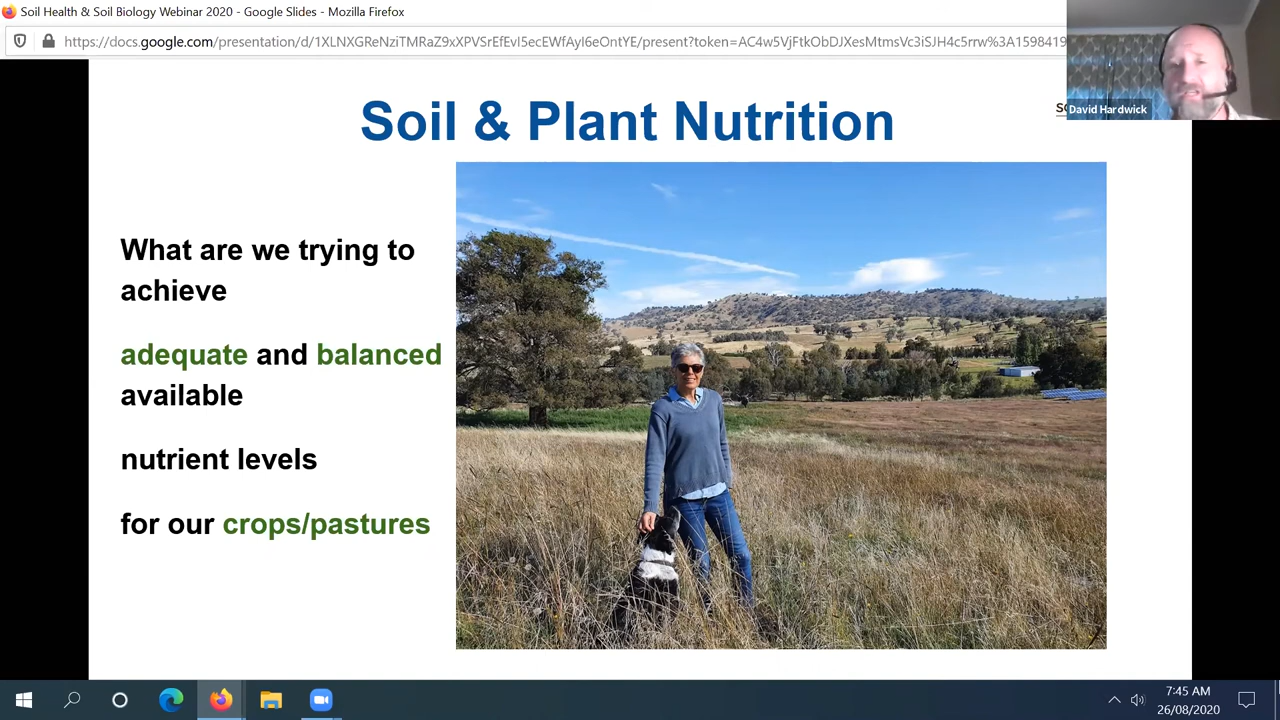 Soil Health & Soil Biology Webinar 2020 - Google Slides - Mozilla Firefox
https://docs.google.com/presentation/d/1XLNXGReNziTMRaZ9xXPVSrEfEvI5ecEWfAyI6eOntYE/present?token=AC4w5VjFtkObDJXesMtmsVc3iSJH4c5rrw%3A1598419
David Hardwick
Soil & Plant Nutrition
What are we trying to
achieve
adequate and balanced
available
nutrient levels
for our crops/pastures
7:45 AM
26/08/2020